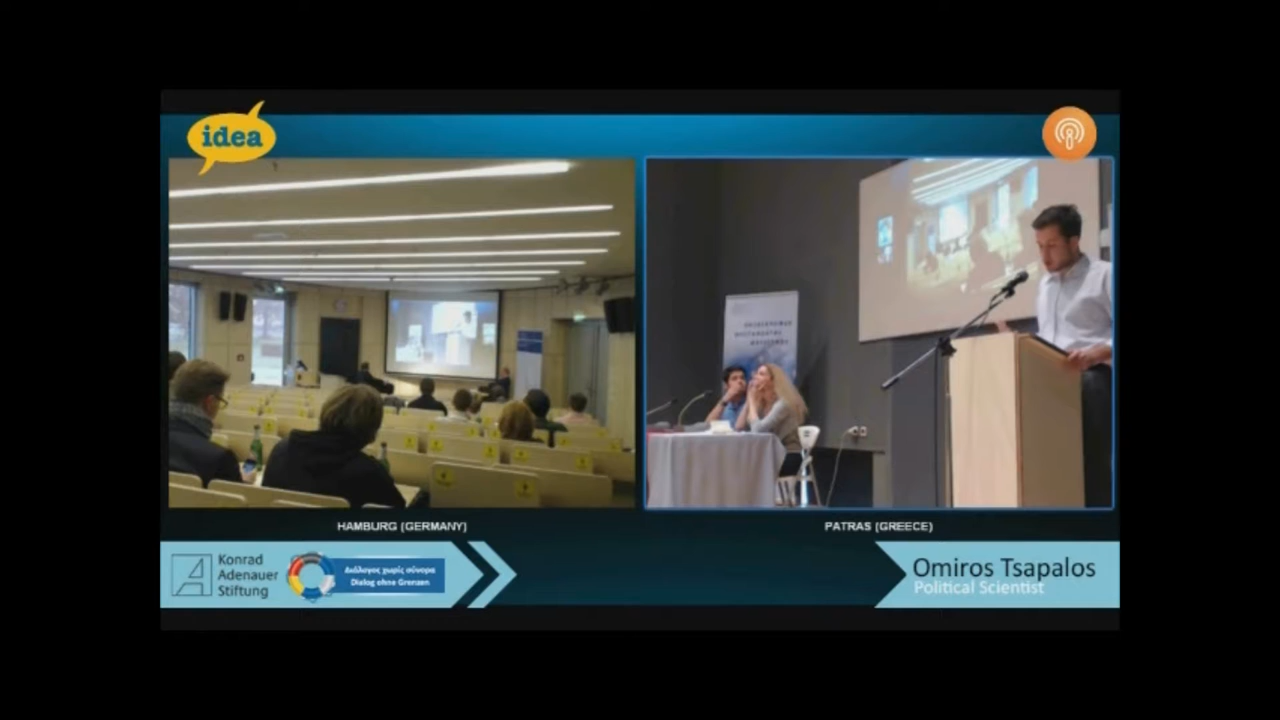 idea
HAMBURG (GERMANY)
PATRAS (GREECE)
Konrad
Adenauer
Stiftung
Διάλογος χωρίς σύνορα
Dialog ohne Grenzen
Omiros Tsapalos
Political Scientist